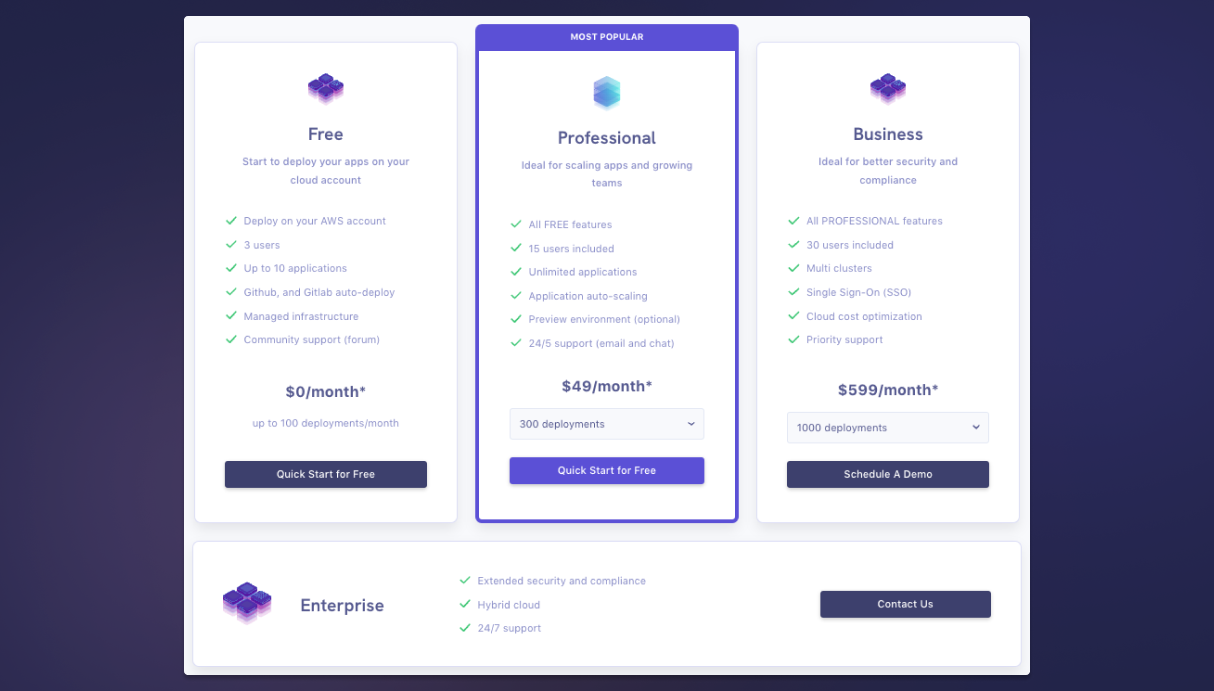 Free
Start to deploy your apps on your
cloud account
Deploy on your AWS account
3 users
Up to 10 applications
Github, and Gitlab auto-deploy
Managed infrastructure
Community support (forum)
$0/month*
up to 100 deployments/month
Quick Start for Free
MOST POPULAR
Professional
Ideal for scaling apps and growing
teams
All FREE features
15 users included
Unlimited applications
Application auto-scaling
Preview environment (optional)
24/5 support (email and chat)
$49/month*
300 deployments
Quick Start for Free
Business
Ideal for better security and
compliance
All PROFESSIONAL features
30 users included
Multi clusters
Single Sign-On (SSO)
Cloud cost optimization
Priority support
$599/month*
1000 deployments
Schedule A Demo
Enterprise
Extended security and compliance
Hybrid cloud
24/7 support
Contact Us